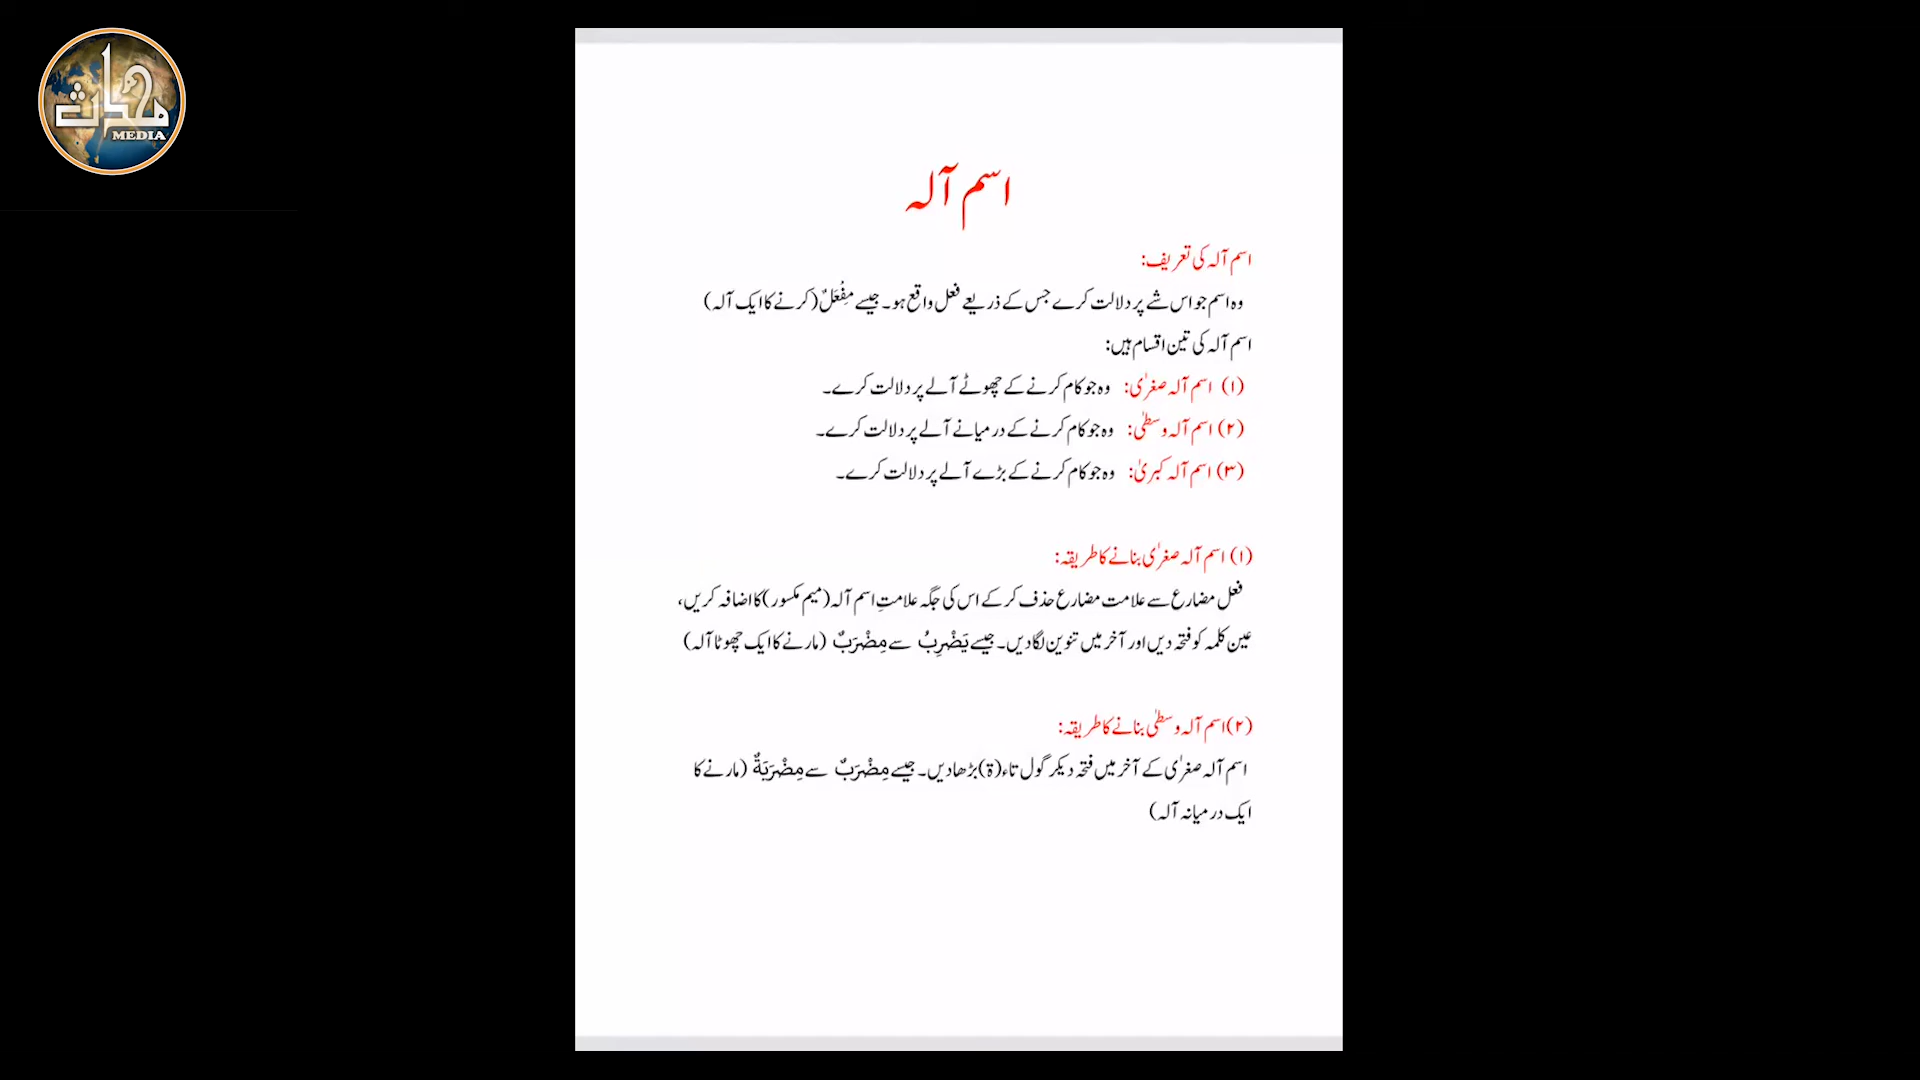 محدث
MEDIA
اسم آلہ
اسم آلہ کی تعریف:
وہ اسم جو اس شے پر دلالت کرے جس کے ذریعے فعل واقع ہو۔ جیسے مِفْعَلٌ (کرنے کا ایک آلہ)
اسم آلہ کی تین اقسام ہیں:
(۱) اسم آلہ صغرٰی: وہ جو کام کرنے کے چھوٹے آلے پر دلالت کرے۔
(۲) اسم آلہ وسطیٰ: وہ جو کام کرنے کے درمیانے آلے پر دلالت کرے۔
(۳) اسم آلہ کبریٰ: وہ جو کام کرنے کے بڑے آلے پر دلالت کرے۔
(۱) اسم آلہ صغرٰی بنانے کا طریقہ:
فعل مضارع سے علامت مضارع حذف کر کے اس کی جگہ علامتِ اسم آلہ (میم مکسور) کا اضافہ کریں،
عین کلمہ کو فتحہ دیں اور آخر میں تنوین لگا دیں۔ جیسے يَضْرِبُ سے مِضْرَبٌ (مارنے کا ایک چھوٹا آلہ)
(۲) اسم آلہ وسطیٰ بنانے کا طریقہ:
اسم آلہ صغرٰی کے آخر میں فتحہ دیکر گول تاء (ۃ) بڑھا دیں۔ جیسے مِضْرَبٌ سے مِضْرَبَةٌ (مارنے کا
ایک درمیانہ آلہ)